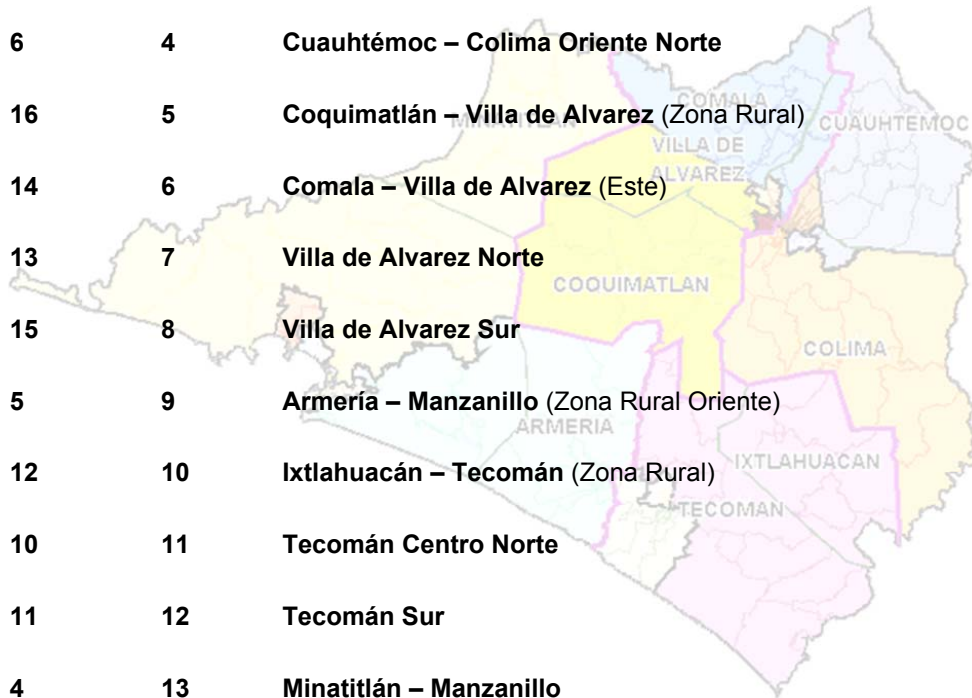 6 4 Cuauhtémoc – Colima Oriente Norte
16 5 Coquimatlán – Villa de Alvarez (Zona Rural)
14 6 Comala – Villa de Alvarez (Este)
13 7 Villa de Alvarez Norte
15 8 Villa de Alvarez Sur
5 9 Armería – Manzanillo (Zona Rural Oriente)
12 10 Ixtlahuacán – Tecomán (Zona Rural)
10 11 Tecomán Centro Norte
11 12 Tecomán Sur
4 13 Minatitlán – Manzanillo
COMALA
MINATITLAN
CUAUHTEMOC
VILLA DE
ALVAREZ
COQUIMATLAN
COLIMA
ARMERIA
IXTLAHUACAN
TECOMAN